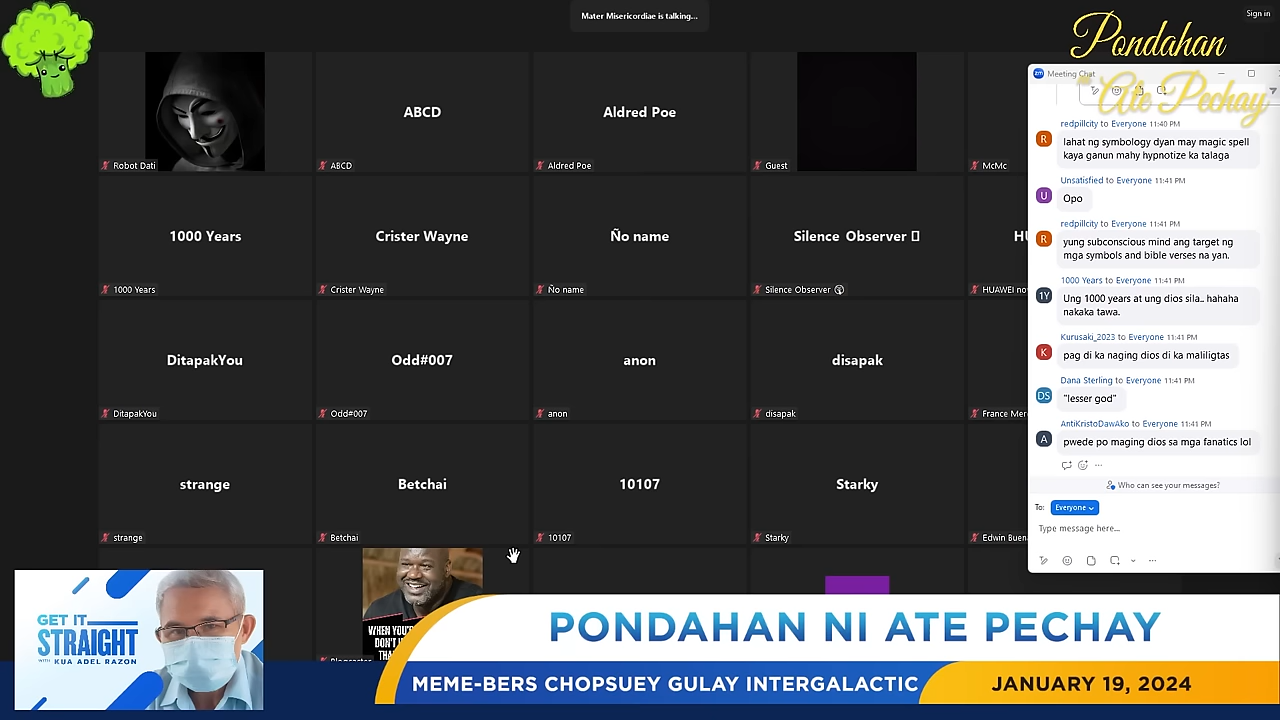 Mater Misericordiae is talking...
Sign in
Pondahan
Ate Pechay
Meeting Chat
Robot Dati
ABCD
ABCD
Aldred Poe
Aldred Poe
Guest
McMc
1000 Years
1000 Years
Crister Wayne
Crister Wayne
Ño name
Ño name
Silence Observer
Silence Observer
HUAWEI no
DitapakYou
DitapakYou
Odd#007
Odd#007
anon
anon
disapak
disapak
France Mer
strange
strange
Betchai
Betchai
10107
10107
Starky
Starky
Edwin Buen
redpillcity to Everyone 11:40 PM
R
lahat ng symbology dyan may magic spell
kaya ganun mahy hypnotize ka talaga
Unsatisfied to Everyone 11:41 PM
U
Opo
redpillcity to Everyone 11:41 PM
R
yung subconscious mind ang target ng
mga symbols and bible verses na yan.
1000 Years to Everyone 11:41 PM
1Y
Ung 1000 years at ung dios sila.. hahaha
nakaka tawa.
Kurusaki_2023 to Everyone 11:41 PM
K
pag di ka naging dios di ka maliligtas
Dana Sterling to Everyone 11:41 PM
DS
"lesser god"
AntiKristoDawAko to Everyone 11:41 PM
A
pwede po maging dios sa mga fanatics lol
Who can see your messages?
To: Everyone
Type message here...
GET IT
STRAIGHT
WITH KUA ADEL RAZON
PONDAHAN NI ATE PECHAY
MEME-BERS CHOPSUEY GULAY INTERGALACTIC
JANUARY 19, 2024